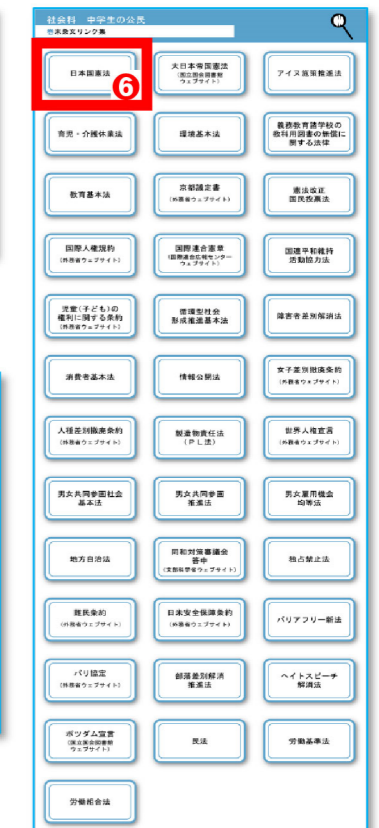 社会科 中学生の公民
条文リンク集
日本国憲法
6
大日本帝国憲法
(国立国会図書館
ウェブサイト)
アイヌ施策推進法
育児・介護休業法
環境基本法
義務教育諸学校の
教科用図書の無償に
関する法律
教育基本法
京都議定書
(外務省ウェブサイト)
憲法改正
国民投票法
国際人権規約
(外務省ウェブサイト)
国際連合憲章
(国際連合広報センター
ウェブサイト)
国連平和維持
活動協力法
児童(子ども)の
権利に関する条約
(外務省ウェブサイト)
循環型社会
形成推進基本法
障害者差別解消法
消費者基本法
情報公開法
女子差別撤廃条約
(外務省ウェブサイト)
人種差別撤廃条約
(外務省ウェブサイト)
製造物責任法
(PL法)
世界人権宣言
(外務省ウェブサイト)
男女共同参画社会
基本法
男女共同参画
推進法
男女雇用機会
均等法
地方自治法
同和対策審議会
答申
(文部科学省ウェブサイト)
独占禁止法
難民条約
(外務省ウェブサイト)
日米安全保障条約
(外務省ウェブサイト)
バリアフリー新法
パリ協定
(外務省ウェブサイト)
部落差別解消
推進法
ヘイトスピーチ
解消法
ポツダム宣言
(国立国会図書館
ウェブサイト)
民法
労働基準法
労働組合法